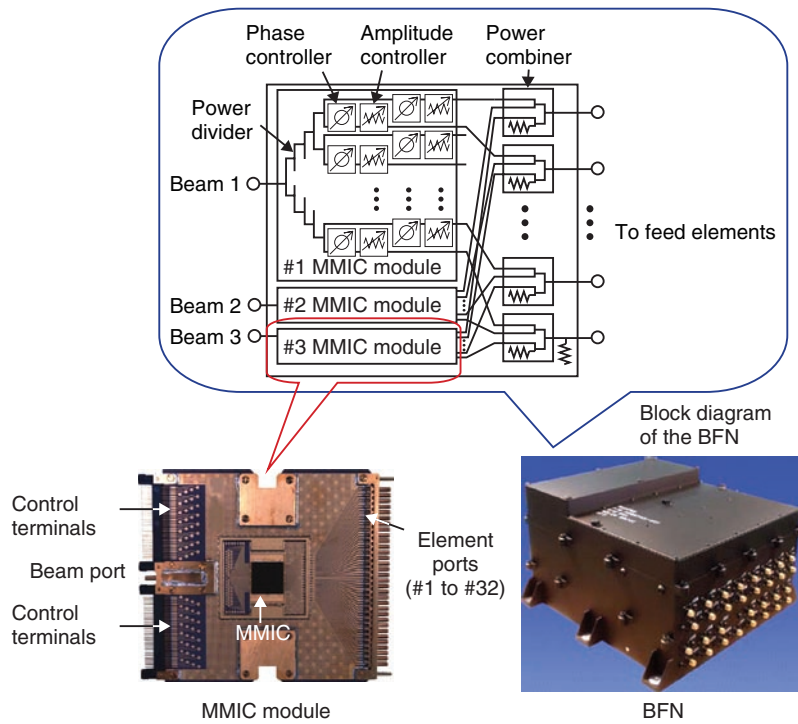 Phase
controller
Amplitude
controller
Power
combiner
Power
divider
Beam 1
#1 MMIC module
To feed elements
Beam 2
#2 MMIC module
Beam 3
#3 MMIC module
Block diagram
of the BFN
Control
terminals
Beam port
Control
terminals
MMIC
Element
ports
(#1 to #32)
MMIC module
BFN